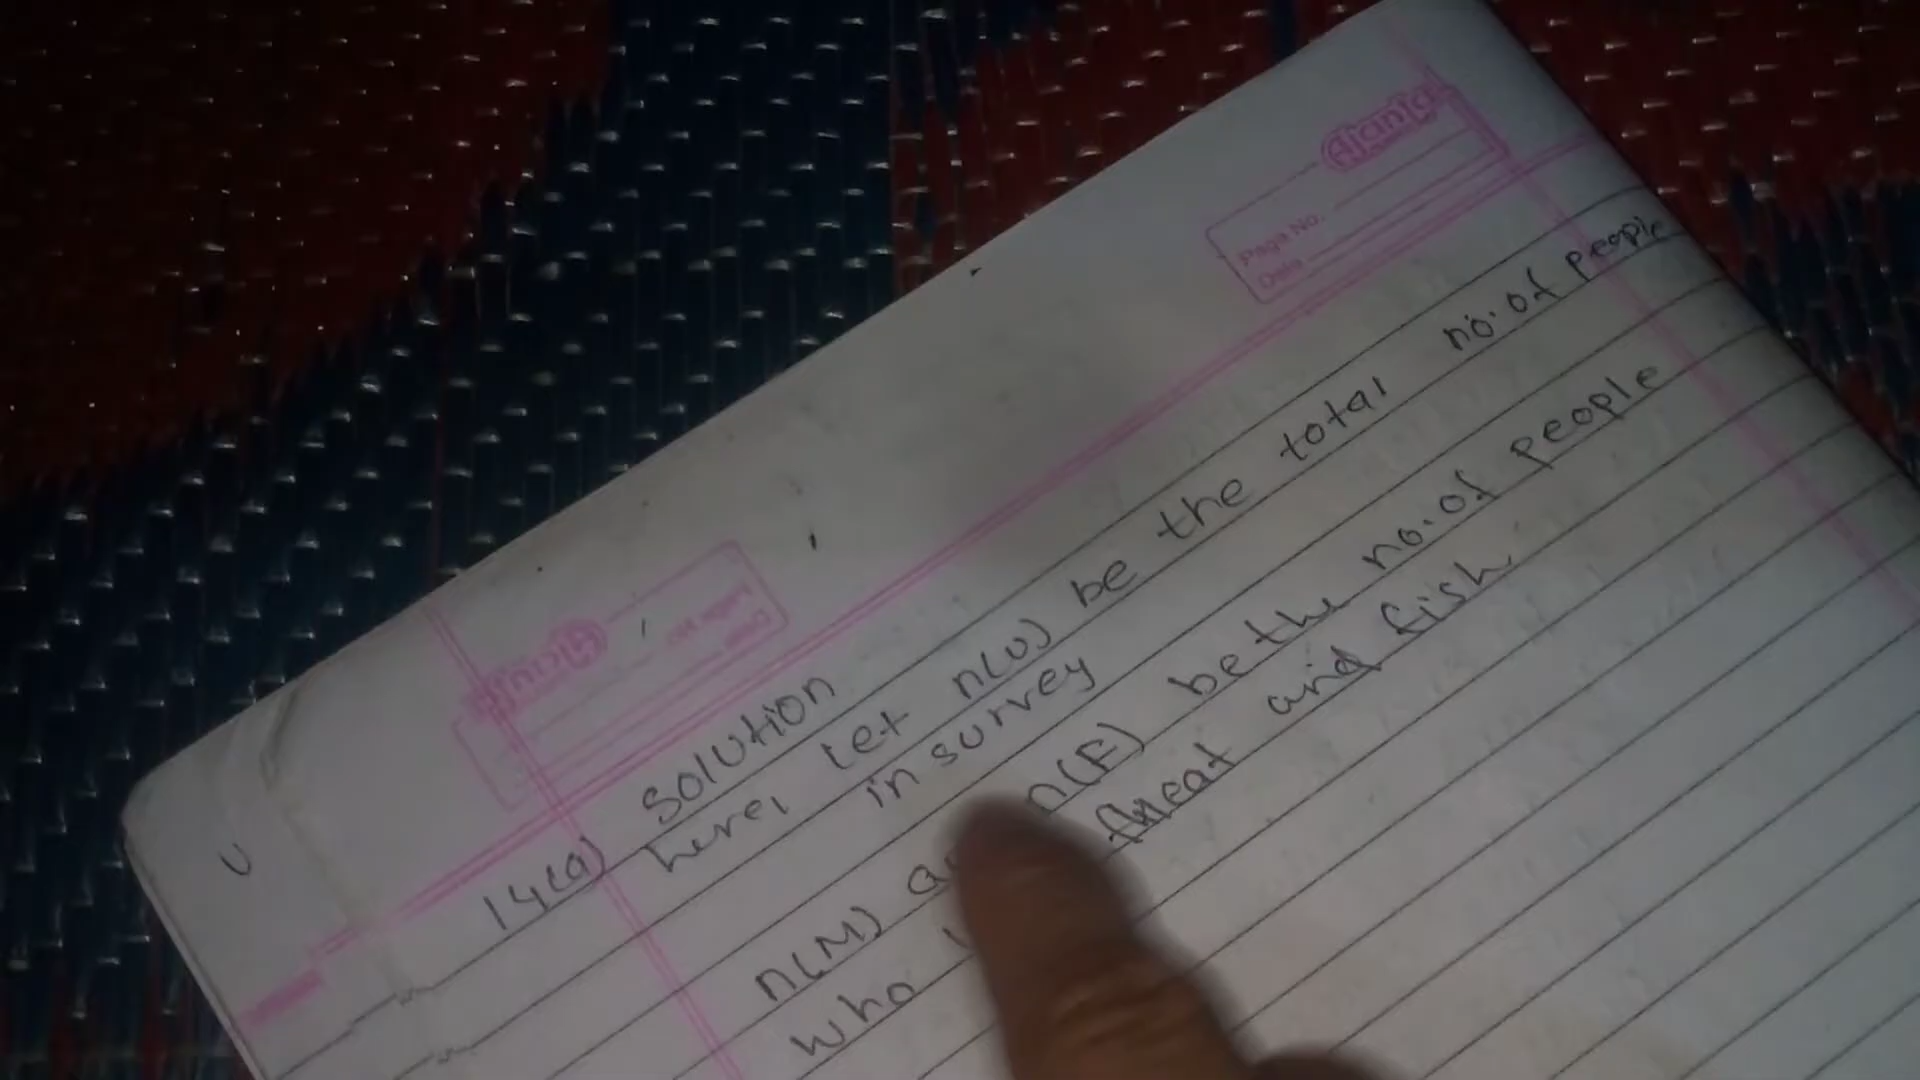 Ajanta
Page No.
Date
14(a) solution
here, let n(U) be the total no. of people
in survey
n(M) n(F) be the no. of people
who meat and fish